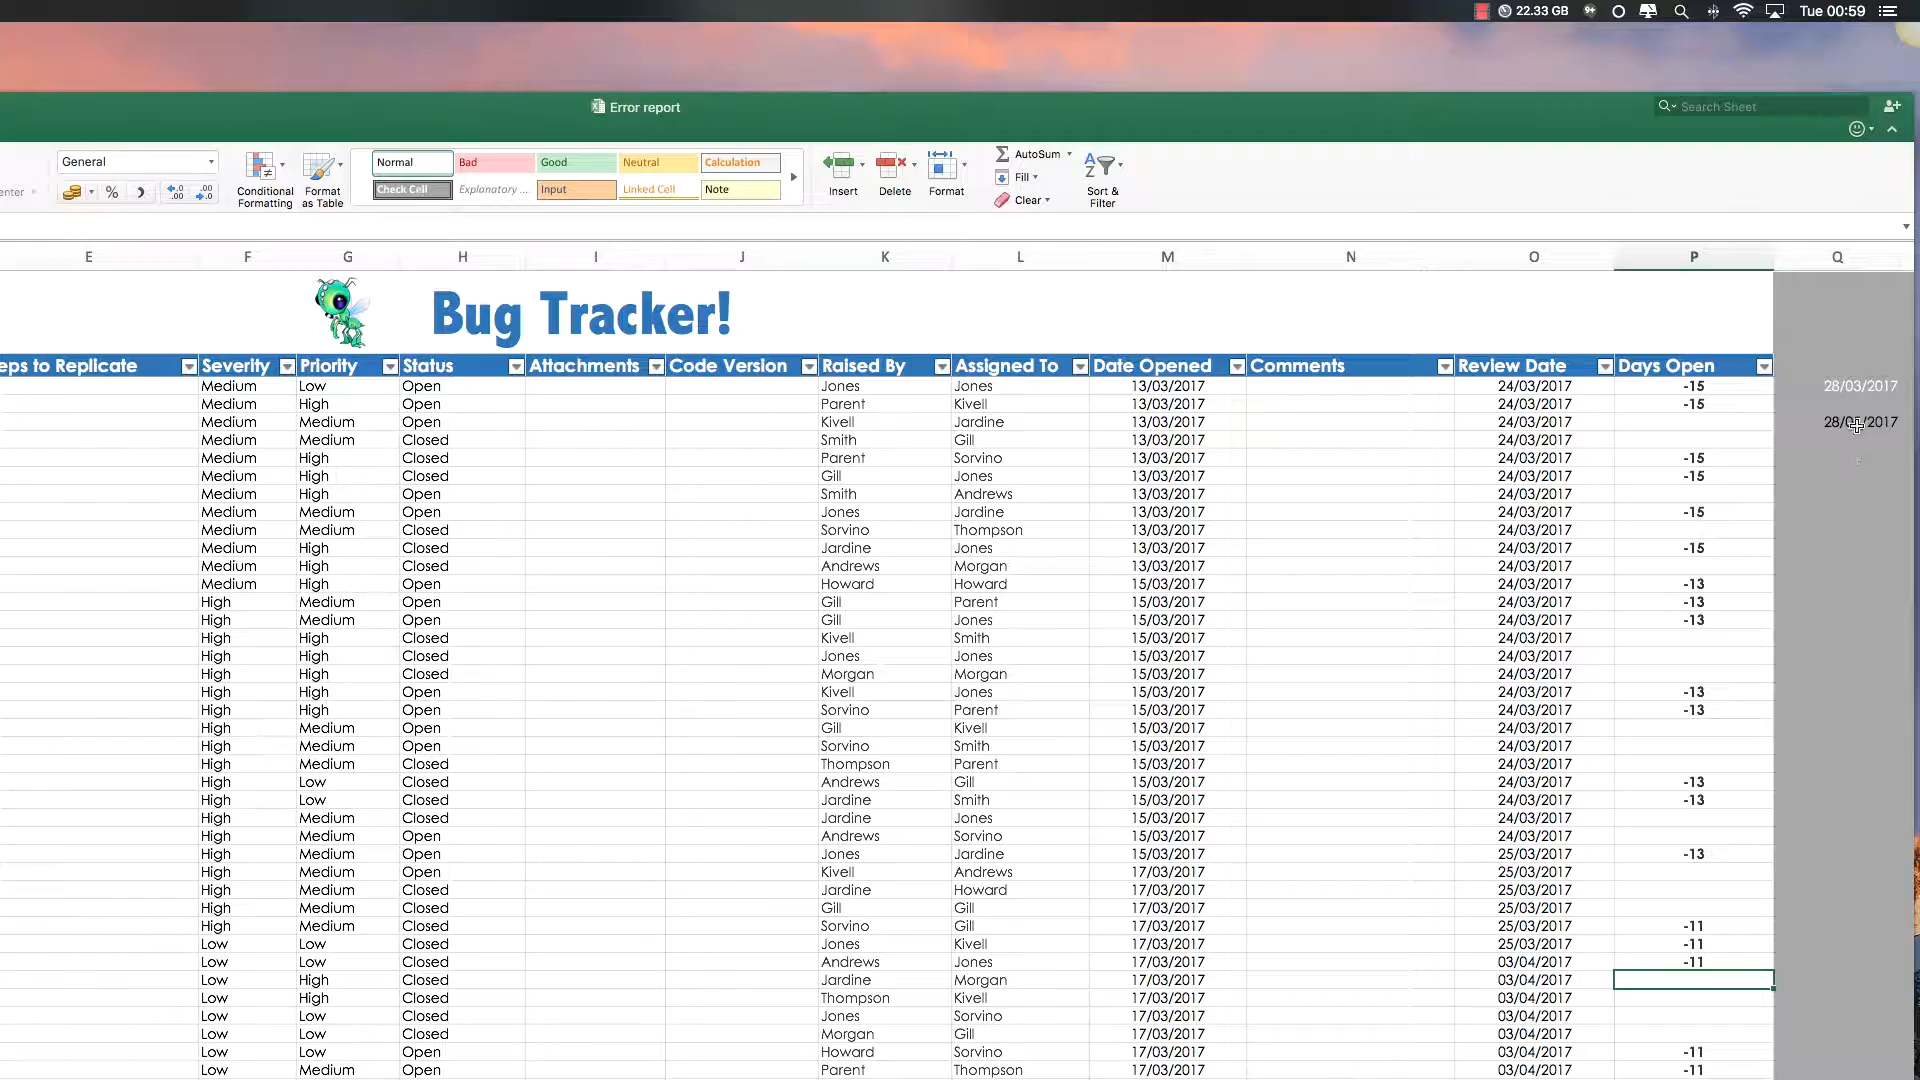 22.33 GB Tue 00:59
Error report
Search Sheet
General
Normal Bad Good Neutral Calculation
Check Cell Explanatory ... Input Linked Cell Note
Conditional Formatting
Format as Table
Insert Delete Format
AutoSum
Fill
Clear
Sort & Filter
E F G H I J K L M N O P Q
Bug Tracker!
eps to Replicate Severity Priority Status Attachments Code Version Raised By Assigned To Date Opened Comments Review Date Days Open
Medium Low Open Jones Jones 13/03/2017 24/03/2017 -15 28/03/2017
Medium High Open Parent Kivell 13/03/2017 24/03/2017 -15
Medium Medium Open Kivell Jardine 13/03/2017 24/03/2017
Medium Medium Closed Smith Gill 13/03/2017 24/03/2017
Medium High Closed Parent Sorvino 13/03/2017 24/03/2017 -15
Medium High Closed Gill Jones 13/03/2017 24/03/2017 -15
Medium High Open Smith Andrews 13/03/2017 24/03/2017
Medium Medium Open Jones Jardine 13/03/2017 24/03/2017 -15
Medium Medium Closed Sorvino Thompson 13/03/2017 24/03/2017
Medium High Closed Jardine Jones 13/03/2017 24/03/2017 -15
Medium High Closed Andrews Morgan 13/03/2017 24/03/2017
Medium High Open Howard Howard 15/03/2017 24/03/2017 -13
High Medium Open Gill Parent 15/03/2017 24/03/2017 -13
High Medium Open Gill Jones 15/03/2017 24/03/2017 -13
High High Closed Kivell Smith 15/03/2017 24/03/2017
High High Closed Jones Jones 15/03/2017 24/03/2017
High High Closed Morgan Morgan 15/03/2017 24/03/2017
High High Open Kivell Jones 15/03/2017 24/03/2017 -13
High High Open Sorvino Parent 15/03/2017 24/03/2017 -13
High Medium Open Gill Kivell 15/03/2017 24/03/2017
High Medium Open Sorvino Smith 15/03/2017 24/03/2017
High Medium Closed Thompson Parent 15/03/2017 24/03/2017
High Low Closed Andrews Gill 15/03/2017 24/03/2017 -13
High Low Closed Jardine Smith 15/03/2017 24/03/2017 -13
High Medium Closed Jardine Jones 15/03/2017 24/03/2017
High Medium Open Andrews Sorvino 15/03/2017 24/03/2017
High Medium Open Jones Jardine 15/03/2017 25/03/2017 -13
High Medium Open Kivell Andrews 17/03/2017 25/03/2017
High Medium Closed Jardine Howard 17/03/2017 25/03/2017
High Medium Closed Gill Gill 17/03/2017 25/03/2017
High Medium Closed Sorvino Gill 17/03/2017 25/03/2017 -11
Low Low Closed Jones Kivell 17/03/2017 25/03/2017 -11
Low Low Closed Andrews Jones 17/03/2017 03/04/2017 -11
Low High Closed Jardine Morgan 17/03/2017 03/04/2017
Low High Closed Thompson Kivell 17/03/2017 03/04/2017
Low Low Closed Jones Sorvino 17/03/2017 03/04/2017
Low Low Closed Morgan Gill 17/03/2017 03/04/2017
Low Low Open Howard Sorvino 17/03/2017 03/04/2017 -11
Low Medium Open Parent Thompson 17/03/2017 03/04/2017 -11